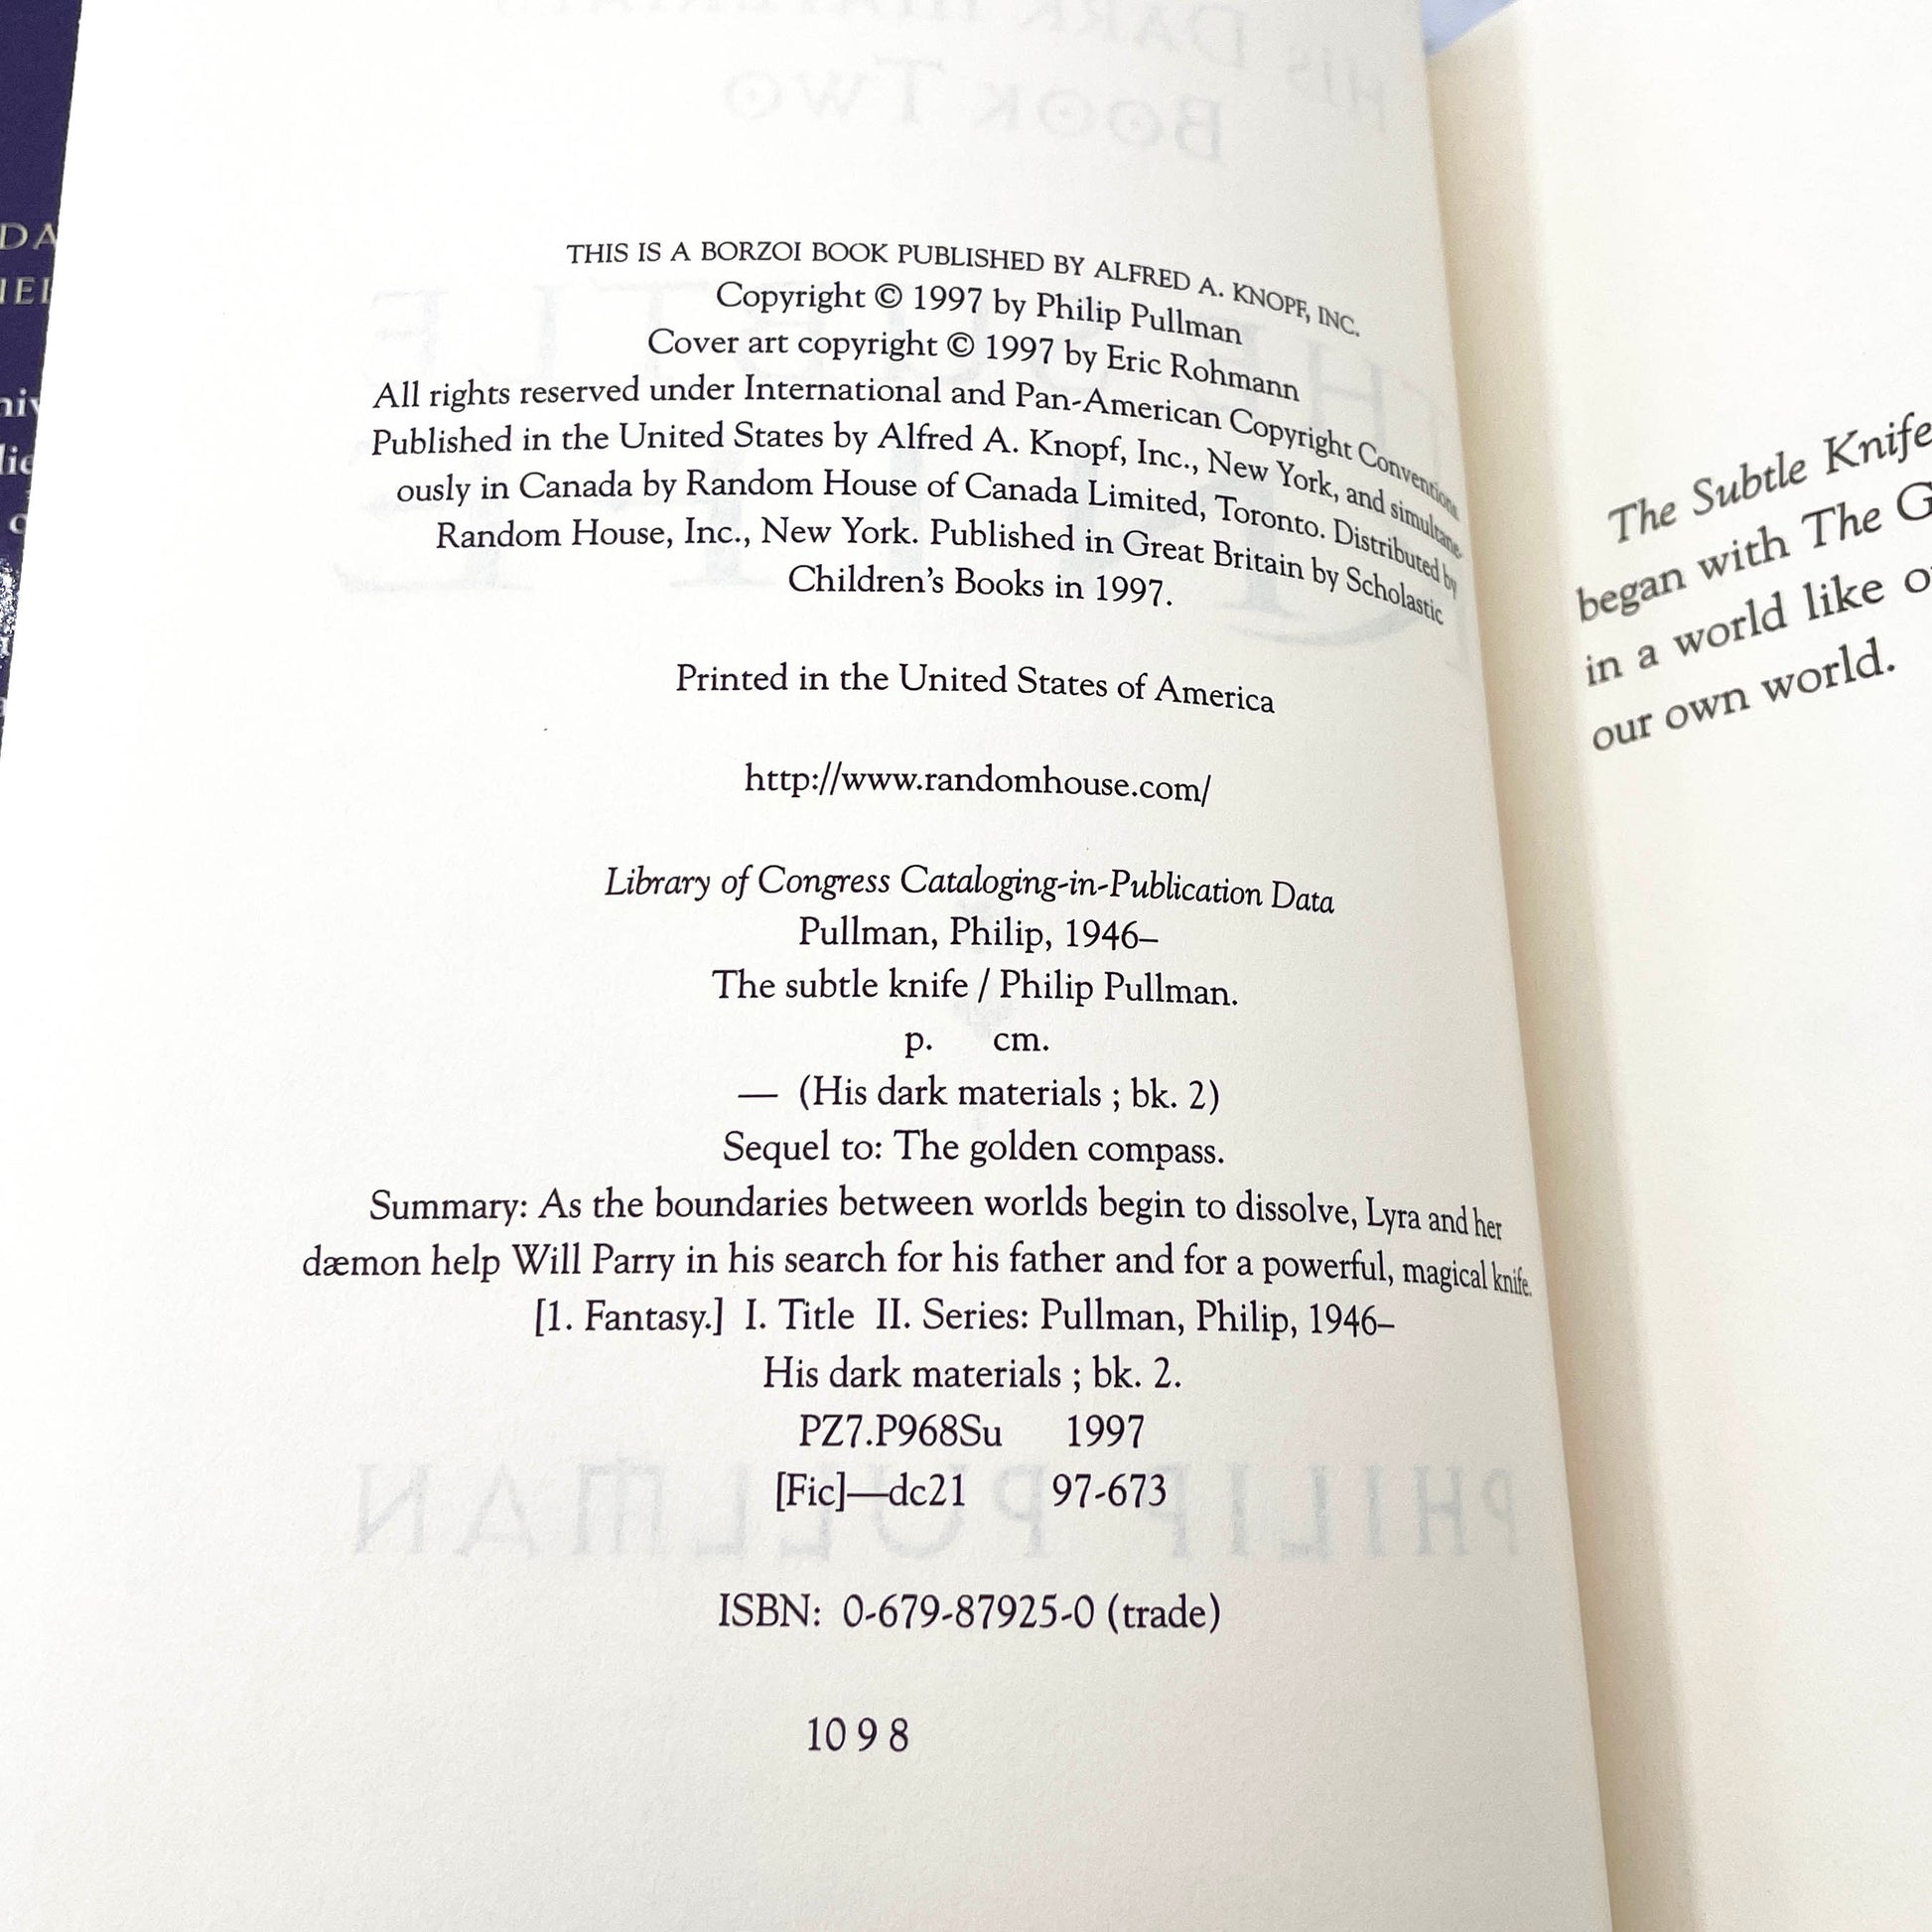 THIS IS A BORZOI BOOK PUBLISHED BY ALFRED A. KNOPF, INC.
Copyright © 1997 by Philip Pullman
Cover art copyright © 1997 by Eric Rohmann
All rights reserved under International and Pan-American Copyright Conventions.
Published in the United States by Alfred A. Knopf, Inc., New York, and simultane-
ously in Canada by Random House of Canada Limited, Toronto. Distributed by
Random House, Inc., New York. Published in Great Britain by Scholastic
Children's Books in 1997.
Printed in the United States of America
http://www.randomhouse.com/
Library of Congress Cataloging-in-Publication Data
Pullman, Philip, 1946–
The subtle knife / Philip Pullman.
p. cm.
— (His dark materials ; bk. 2)
Sequel to: The golden compass.
Summary: As the boundaries between worlds begin to dissolve, Lyra and her
dæmon help Will Parry in his search for his father and for a powerful, magical knife.
[1. Fantasy.] I. Title II. Series: Pullman, Philip, 1946–
His dark materials ; bk. 2.
PZ7.P968Su 1997
[Fic]—dc21 97-673
ISBN: 0-679-87925-0 (trade)
10 9 8
The Subtle Knife
began with The G
in a world like o
our own world.